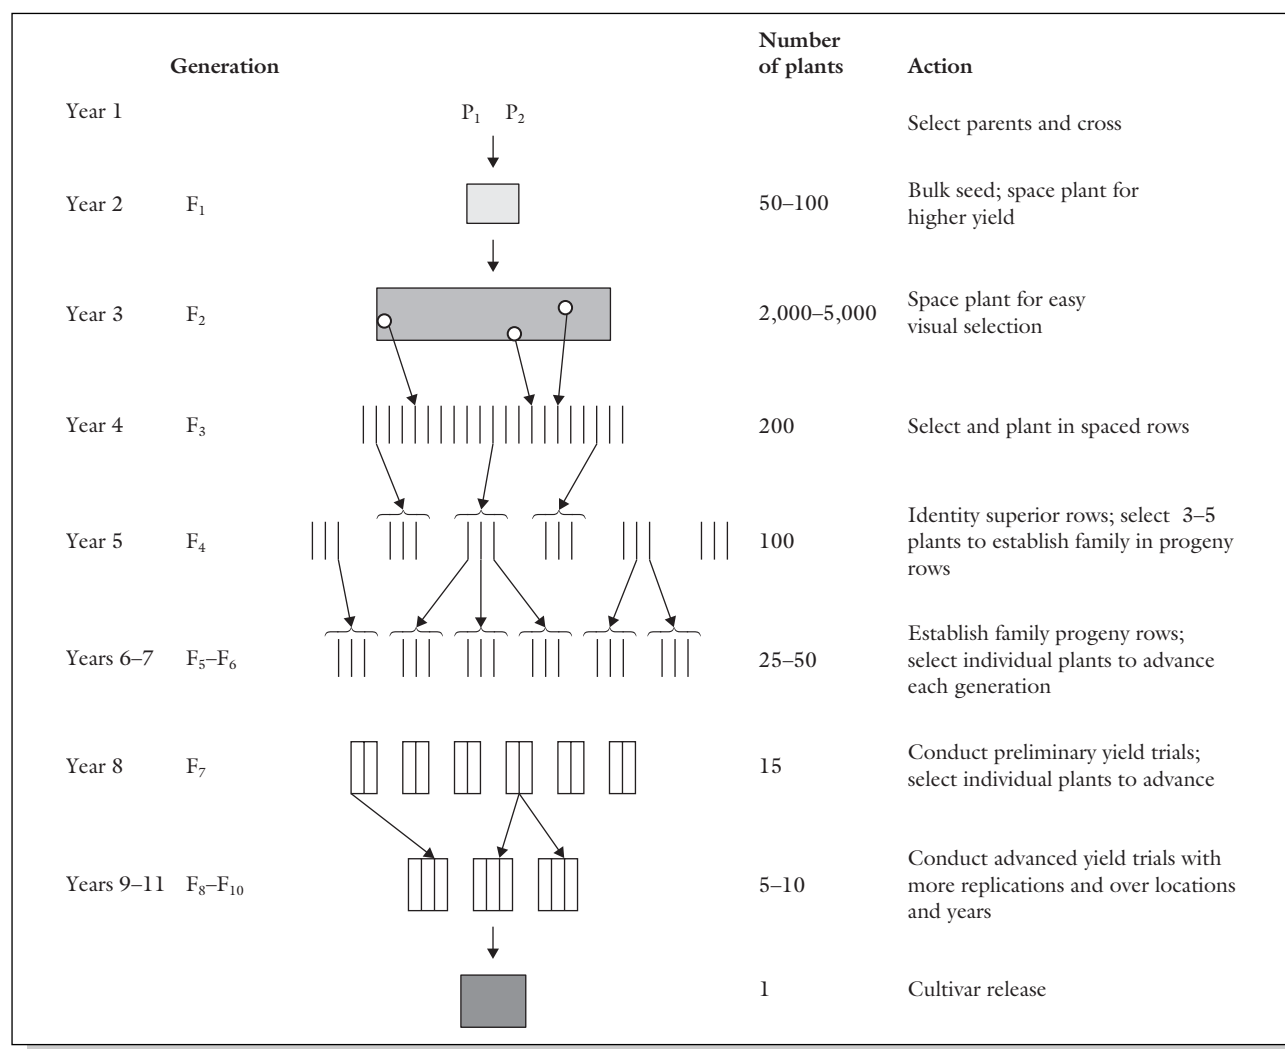 Generation Number of plants Action
Year 1 P₁ P₂ Select parents and cross
Year 2 F₁ 50–100 Bulk seed; space plant for
higher yield
Year 3 F₂ 2,000–5,000 Space plant for easy
visual selection
Year 4 F₃ 200 Select and plant in spaced rows
Year 5 F₄ 100 Identity superior rows; select 3–5
plants to establish family in progeny
rows
Years 6–7 F₅–F₆ 25–50 Establish family progeny rows;
select individual plants to advance
each generation
Year 8 F₇ 15 Conduct preliminary yield trials;
select individual plants to advance
Years 9–11 F₈–F₁₀ 5–10 Conduct advanced yield trials with
more replications and over locations
and years
1 Cultivar release